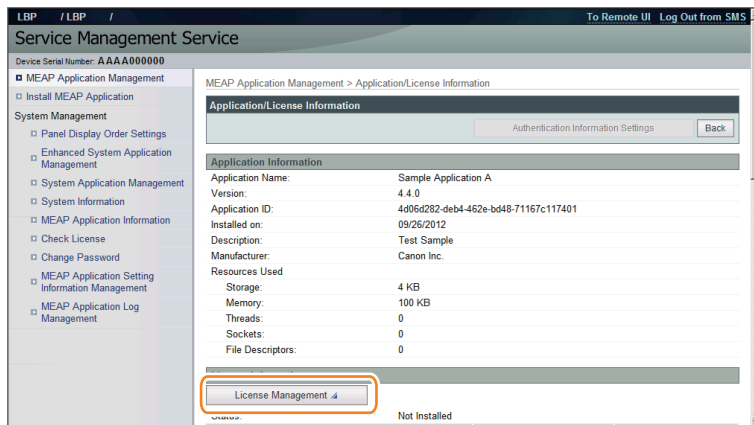 LBP / LBP /
To Remote UI Log Out from SMS
Service Management Service
Device Serial Number: AAAA000000
MEAP Application Management
Install MEAP Application
System Management
Panel Display Order Settings
Enhanced System Application
Management
System Application Management
System Information
MEAP Application Information
Check License
Change Password
MEAP Application Setting
Information Management
MEAP Application Log
Management
MEAP Application Management > Application/License Information
Application/License Information
Authentication Information Settings Back
Application Information
Application Name: Sample Application A
Version: 4.4.0
Application ID: 4d06d282-deb4-462e-bd48-71167c117401
Installed on: 09/26/2012
Description: Test Sample
Manufacturer: Canon Inc.
Resources Used
Storage: 4 KB
Memory: 100 KB
Threads: 0
Sockets: 0
File Descriptors: 0
License Management
Status: Not Installed